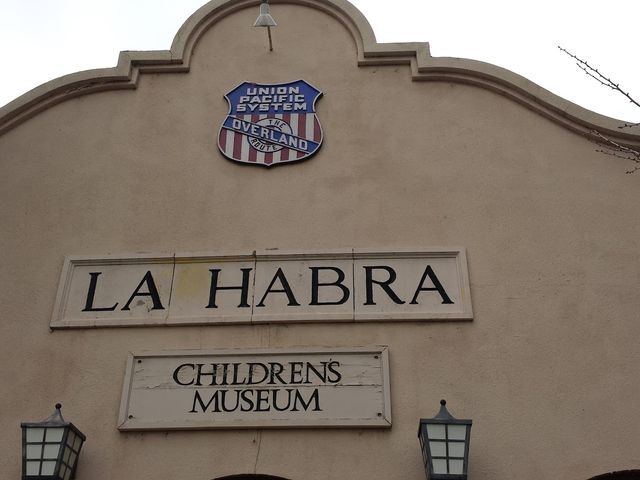 UNION
PACIFIC
SYSTEM
THE
OVERLAND
ROUTE
LA HABRA
CHILDREN'S
MUSEUM